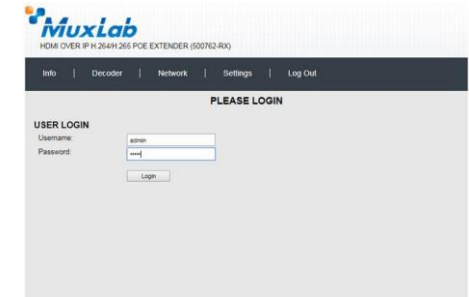 MuxLab
HDMI OVER IP H.264/H.265 POE EXTENDER (500762-RX)
Info | Decoder | Network | Settings | Log Out
PLEASE LOGIN
USER LOGIN
Username: admin
Password: •••••
Login